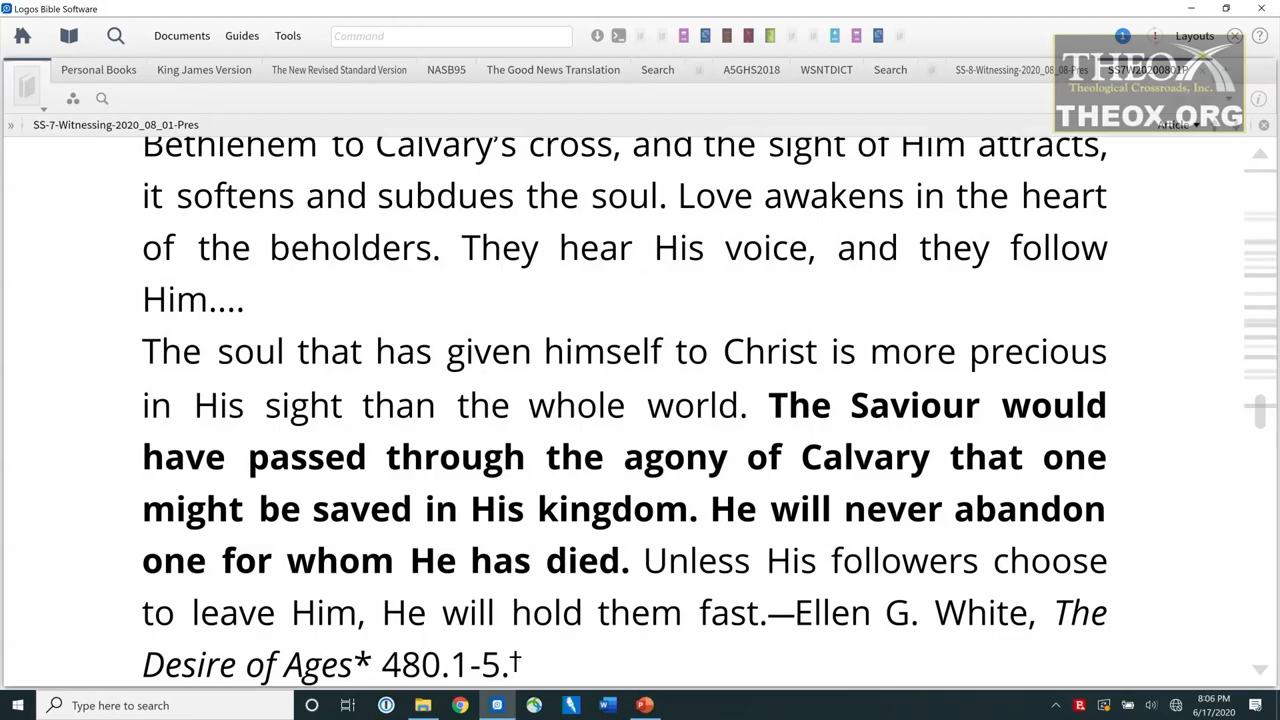 Logos Bible Software
Documents Guides Tools Command Layouts
Personal Books King James Version The New Revised Stan The Good News Translation Search A5GHS2018 WSNTDICT Search SS-8-Witnessing-2020_08_08-Pres SS7W20200801P
THEOX
Theological Crossroads, Inc.
THEOX.ORG
SS-7-Witnessing-2020_08_01-Pres Article
Bethlehem to Calvary's cross, and the sight of Him attracts,
it softens and subdues the soul. Love awakens in the heart
of the beholders. They hear His voice, and they follow
Him....
The soul that has given himself to Christ is more precious
in His sight than the whole world. The Saviour would
have passed through the agony of Calvary that one
might be saved in His kingdom. He will never abandon
one for whom He has died. Unless His followers choose
to leave Him, He will hold them fast.—Ellen G. White, The
Desire of Ages* 480.1-5.†
Type here to search
8:06 PM
6/17/2020